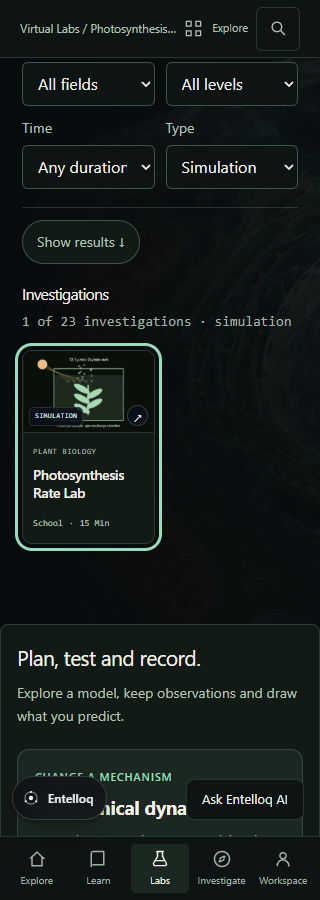 Virtual Labs / Photosynthesis...
Explore
All fields
All levels
Time
Type
Any duration
Simulation
Show results ↓
Investigations
1 of 23 investigations · simulation
SIMULATION
PLANT BIOLOGY
Photosynthesis
Rate Lab
School · 15 Min
Plan, test and record.
Explore a model, keep observations and draw
what you predict.
CHANGE A MECHANISM
Entelloq
Ask Entelloq AI
Explore
Learn
Labs
Investigate
Workspace